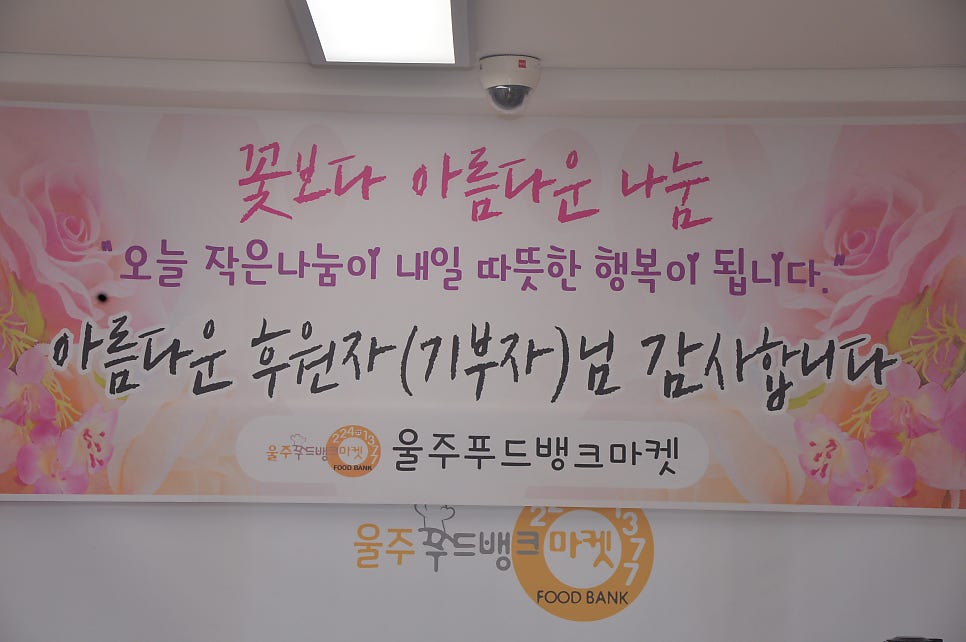 꽃보다 아름다운 나눔
"오늘 작은나눔이 내일 따뜻한 행복이 됩니다."
아름다운 후원자(기부자)님 감사합니다
울주푸드뱅크마켓 224-1377 FOOD BANK 울주푸드뱅크마켓
울주푸드뱅크마켓 1377
FOOD BANK